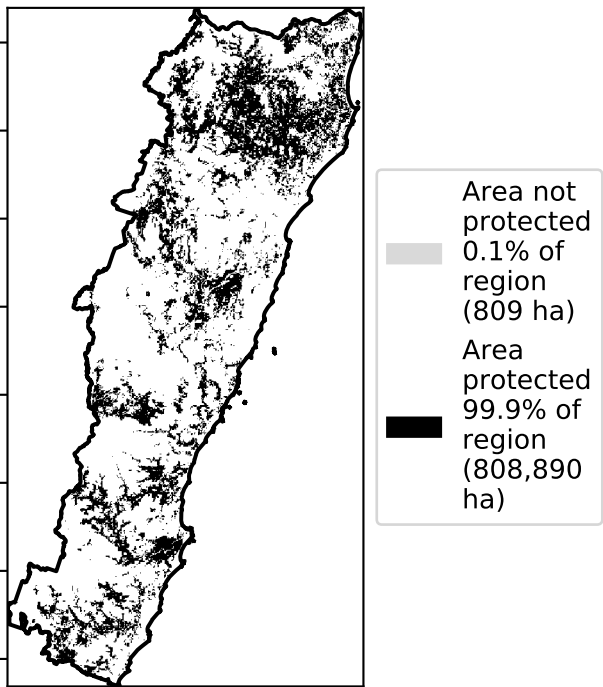 Area not
protected
0.1% of
region
(809 ha)
Area
protected
99.9% of
region
(808,890
ha)